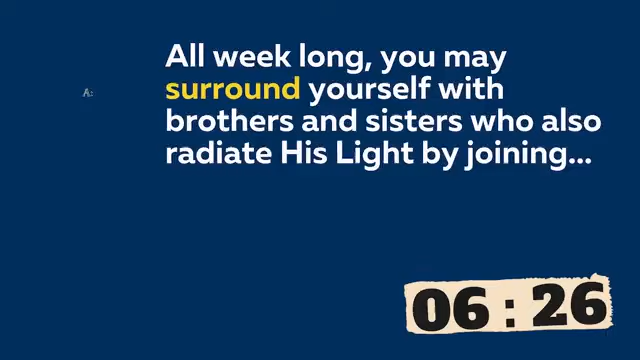 All week long, you may
A:
surround yourself with
brothers and sisters who also
radiate His Light by joining...
06 : 26